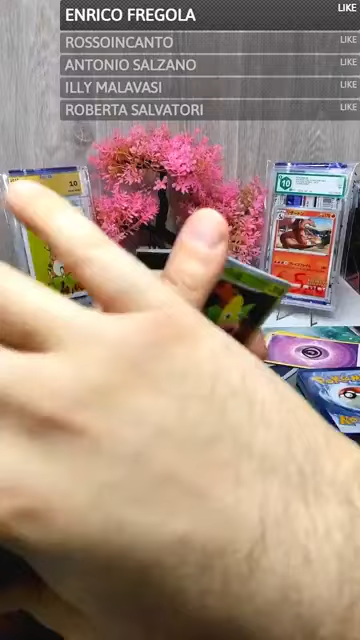 ENRICO FREGOLA LIKE
ROSSOINCANTO LIKE
ANTONIO SALZANO LIKE
ILLY MALAVASI LIKE
ROBERTA SALVATORI LIKE
10
10